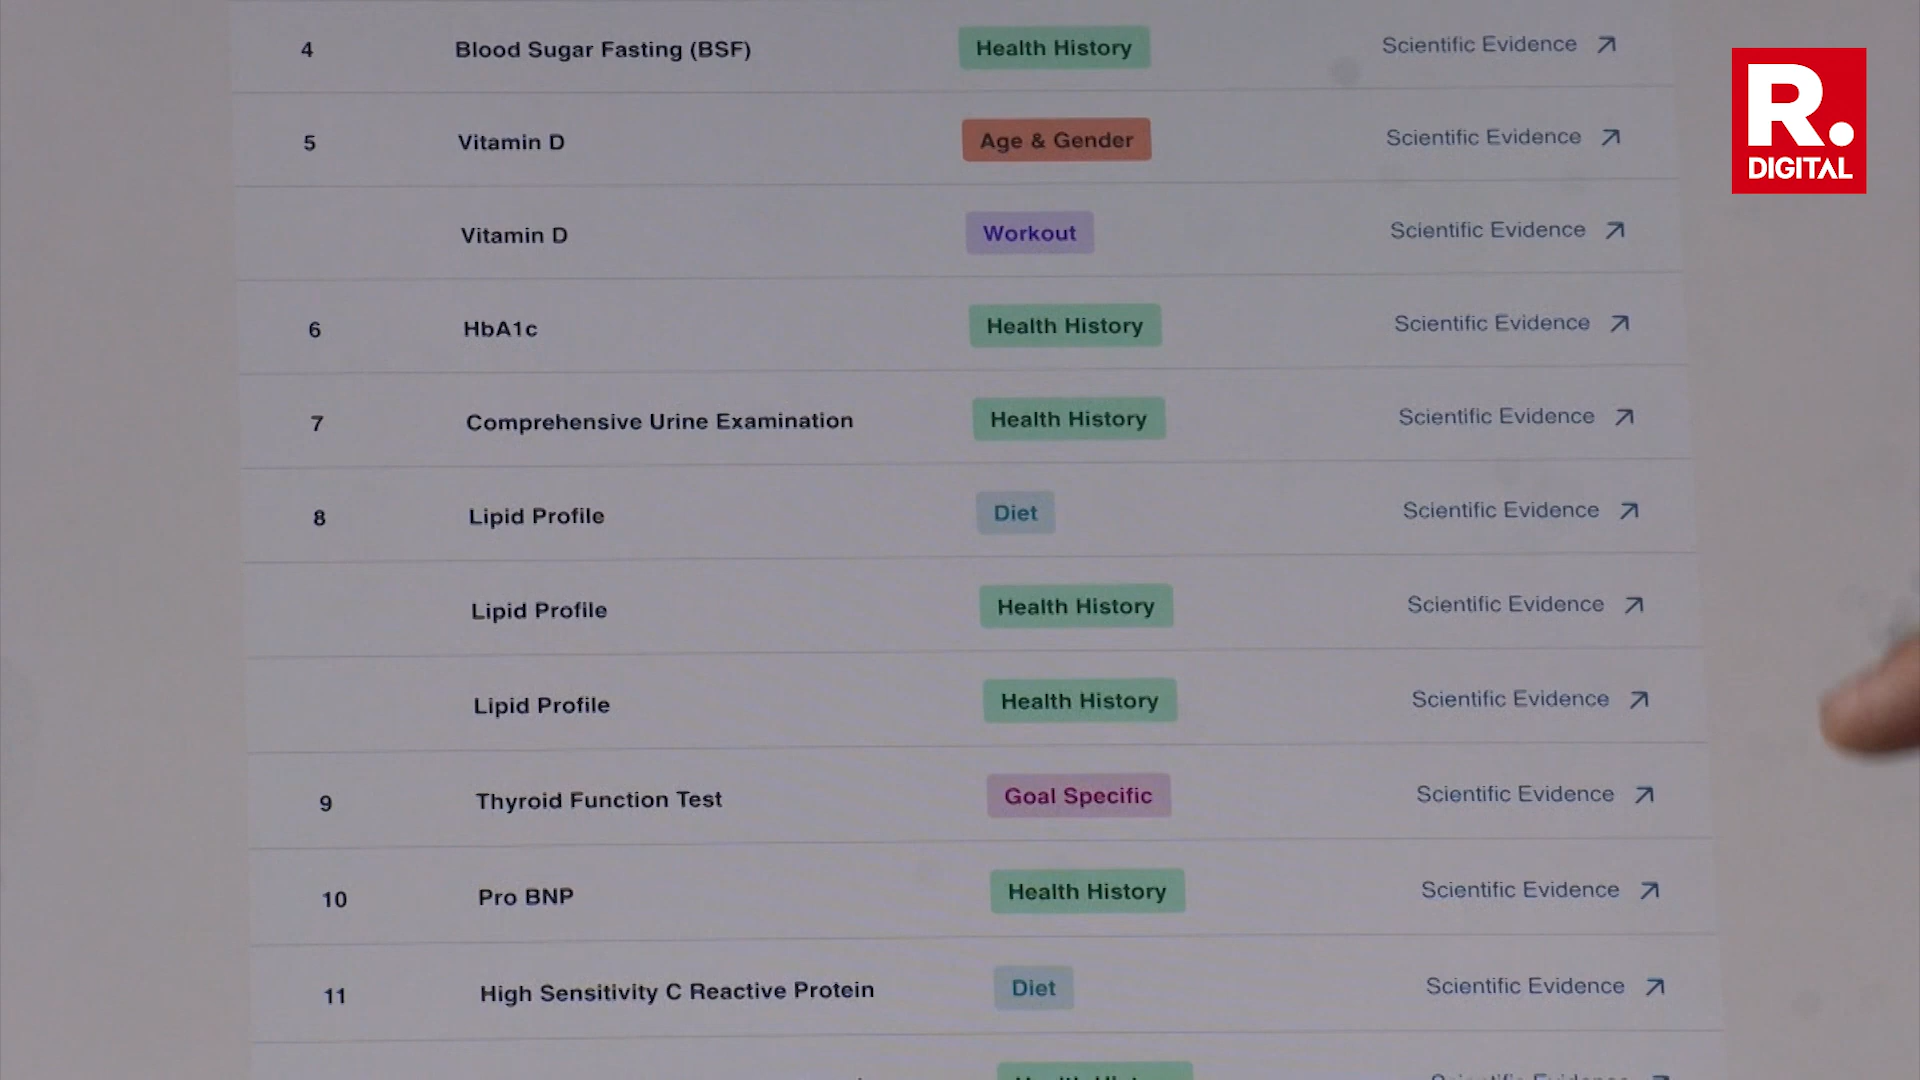 4 Blood Sugar Fasting (BSF) Health History Scientific Evidence
5 Vitamin D Age & Gender Scientific Evidence
Vitamin D Workout Scientific Evidence
6 HbA1c Health History Scientific Evidence
7 Comprehensive Urine Examination Health History Scientific Evidence
8 Lipid Profile Diet Scientific Evidence
Lipid Profile Health History Scientific Evidence
Lipid Profile Health History Scientific Evidence
9 Thyroid Function Test Goal Specific Scientific Evidence
10 Pro BNP Health History Scientific Evidence
11 High Sensitivity C Reactive Protein Diet Scientific Evidence
R.
DIGITAL